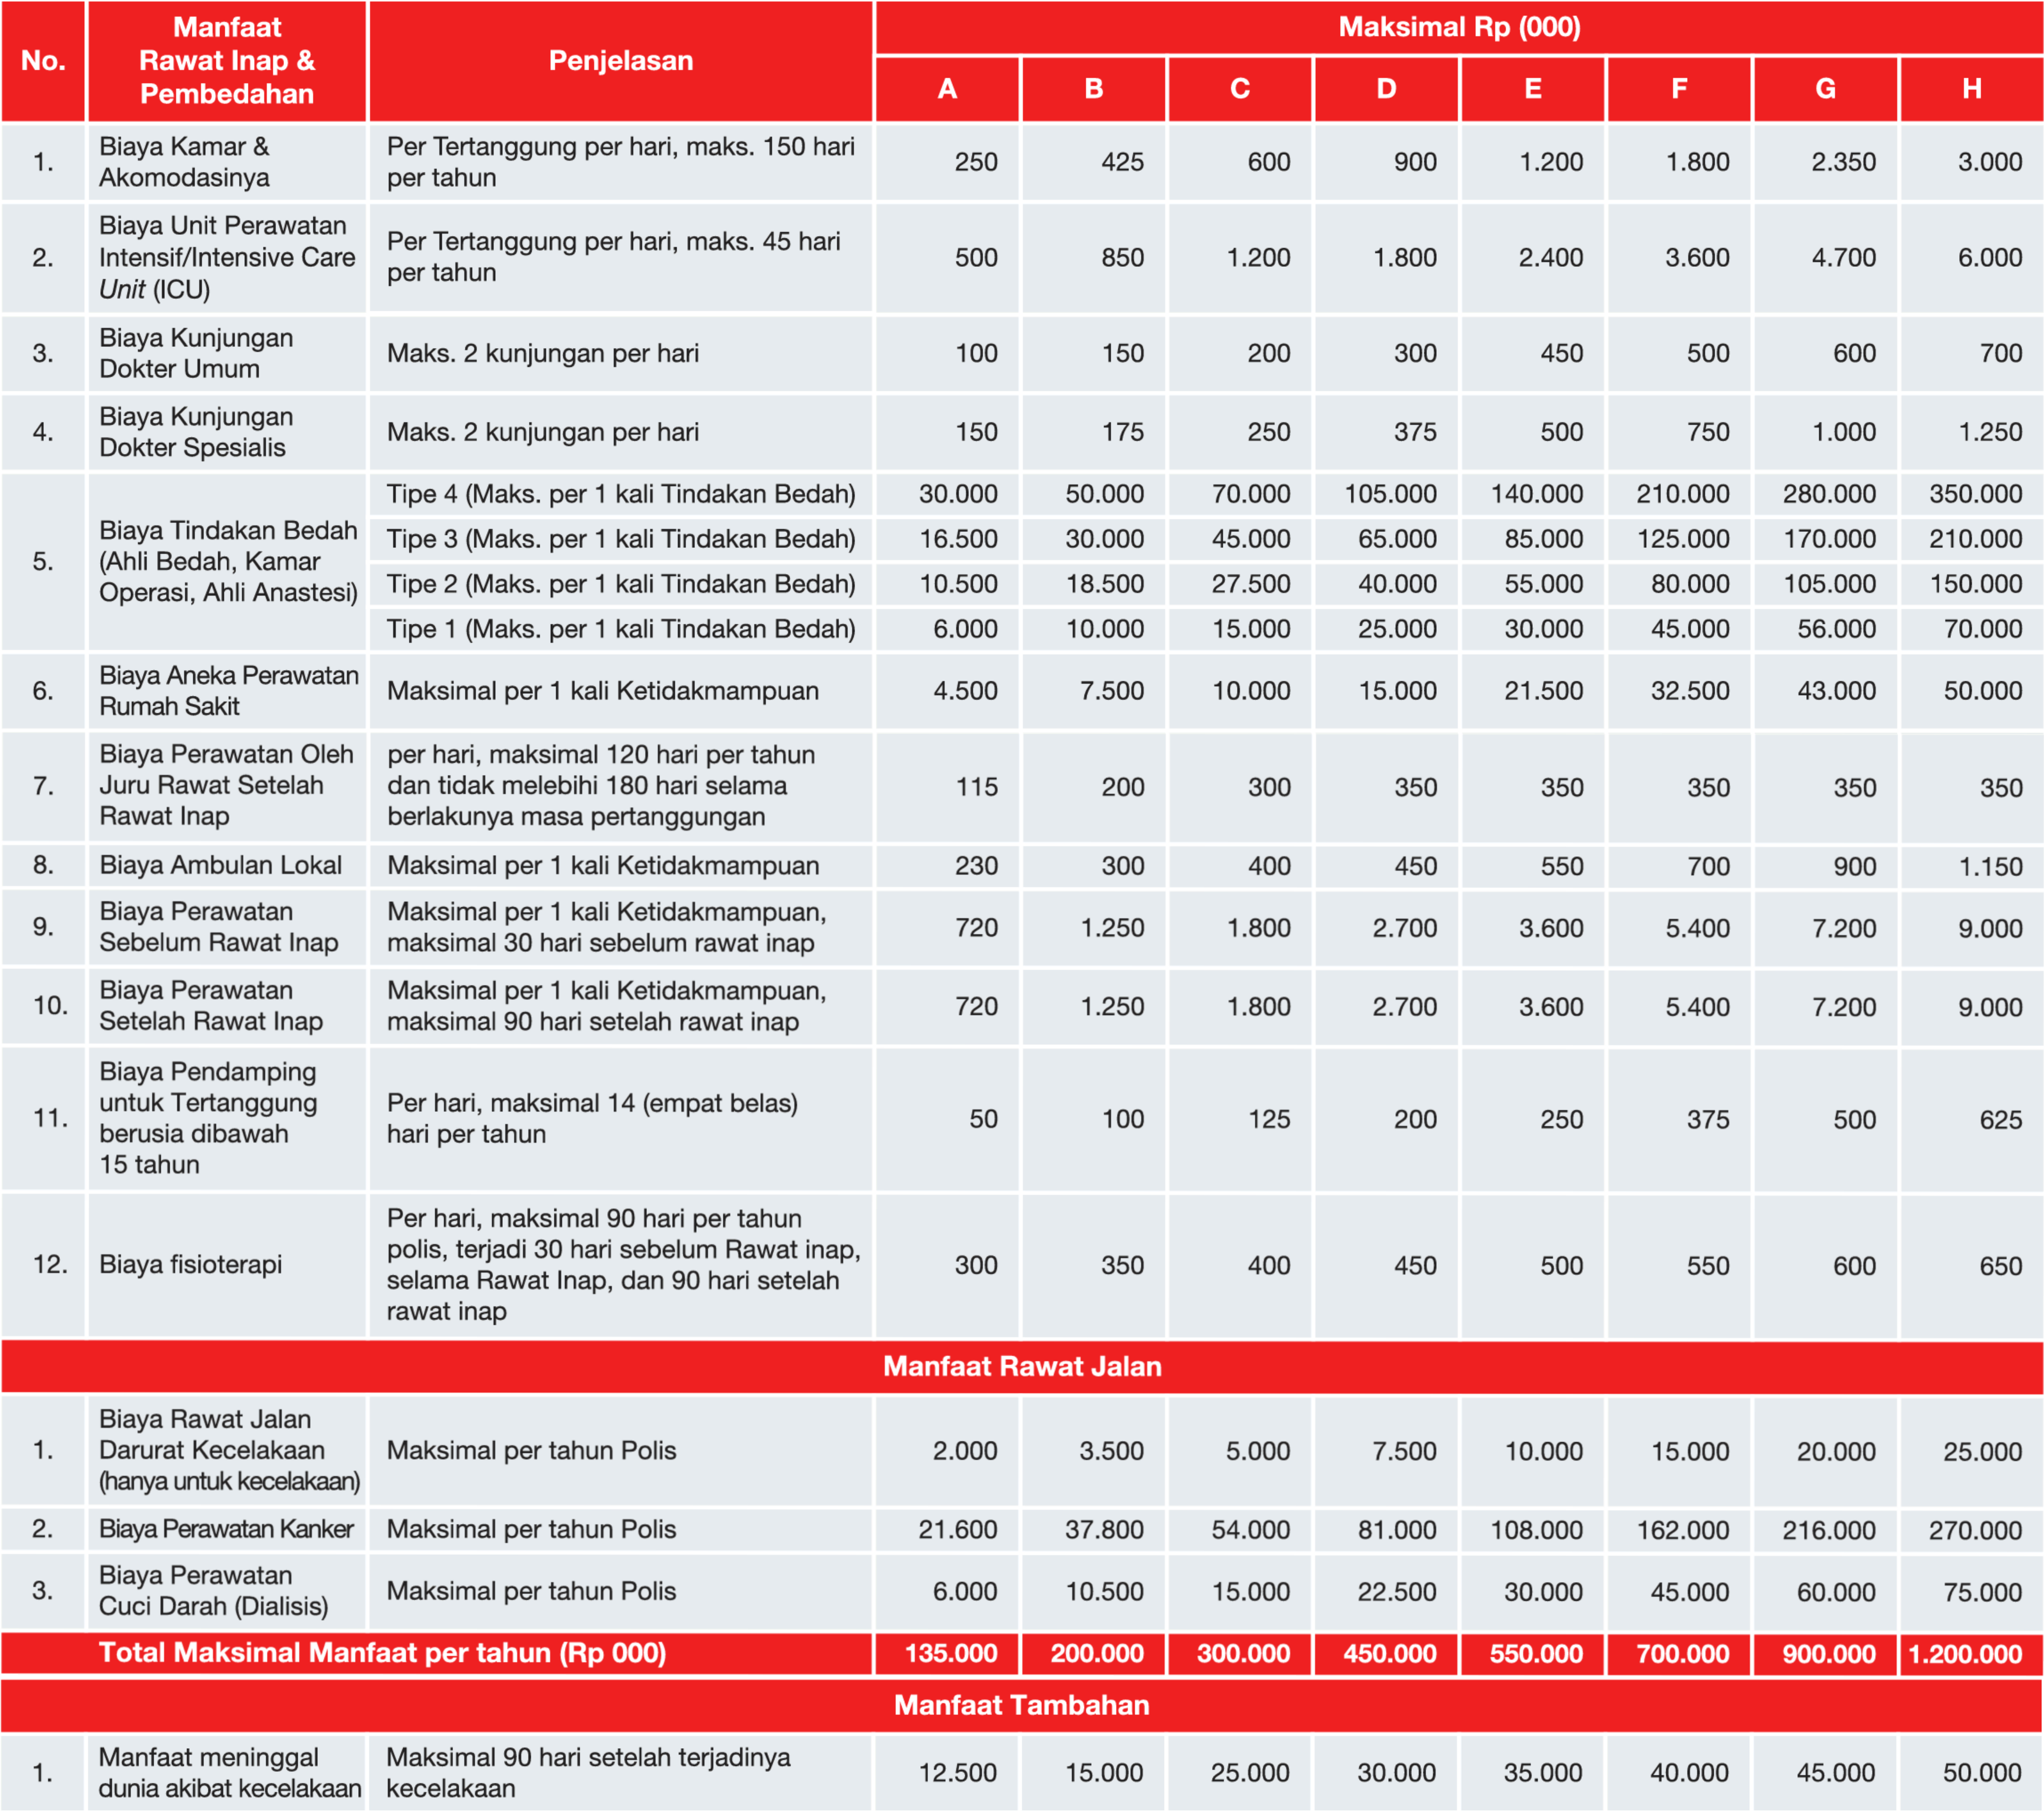 No.
Manfaat
Rawat Inap &
Pembedahan
Penjelasan
Maksimal Rp (000)
A B C D E F G H
1.
Biaya Kamar &
Akomodasinya
Per Tertanggung per hari, maks. 150 hari
per tahun
250 425 600 900 1.200 1.800 2.350 3.000
2.
Biaya Unit Perawatan
Intensif/Intensive Care
Unit (ICU)
Per Tertanggung per hari, maks. 45 hari
per tahun
500 850 1.200 1.800 2.400 3.600 4.700 6.000
3.
Biaya Kunjungan
Dokter Umum
Maks. 2 kunjungan per hari
100 150 200 300 450 500 600 700
4.
Biaya Kunjungan
Dokter Spesialis
Maks. 2 kunjungan per hari
150 175 250 375 500 750 1.000 1.250
5.
Biaya Tindakan Bedah
(Ahli Bedah, Kamar
Operasi, Ahli Anastesi)
Tipe 4 (Maks. per 1 kali Tindakan Bedah) 30.000 50.000 70.000 105.000 140.000 210.000 280.000 350.000
Tipe 3 (Maks. per 1 kali Tindakan Bedah) 16.500 30.000 45.000 65.000 85.000 125.000 170.000 210.000
Tipe 2 (Maks. per 1 kali Tindakan Bedah) 10.500 18.500 27.500 40.000 55.000 80.000 105.000 150.000
Tipe 1 (Maks. per 1 kali Tindakan Bedah) 6.000 10.000 15.000 25.000 30.000 45.000 56.000 70.000
6.
Biaya Aneka Perawatan
Rumah Sakit
Maksimal per 1 kali Ketidakmampuan
4.500 7.500 10.000 15.000 21.500 32.500 43.000 50.000
7.
Biaya Perawatan Oleh
Juru Rawat Setelah
Rawat Inap
per hari, maksimal 120 hari per tahun
dan tidak melebihi 180 hari selama
berlakunya masa pertanggungan
115 200 300 350 350 350 350 350
8. Biaya Ambulan Lokal Maksimal per 1 kali Ketidakmampuan 230 300 400 450 550 700 900 1.150
9.
Biaya Perawatan
Sebelum Rawat Inap
Maksimal per 1 kali Ketidakmampuan,
maksimal 30 hari sebelum rawat inap
720 1.250 1.800 2.700 3.600 5.400 7.200 9.000
10.
Biaya Perawatan
Setelah Rawat Inap
Maksimal per 1 kali Ketidakmampuan,
maksimal 90 hari setelah rawat inap
720 1.250 1.800 2.700 3.600 5.400 7.200 9.000
11.
Biaya Pendamping
untuk Tertanggung
berusia dibawah
15 tahun
Per hari, maksimal 14 (empat belas)
hari per tahun
50 100 125 200 250 375 500 625
12.
Biaya fisioterapi
Per hari, maksimal 90 hari per tahun
polis, terjadi 30 hari sebelum Rawat inap,
selama Rawat Inap, dan 90 hari setelah
rawat inap
300 350 400 450 500 550 600 650
Manfaat Rawat Jalan
1.
Biaya Rawat Jalan
Darurat Kecelakaan
(hanya untuk kecelakaan)
Maksimal per tahun Polis
2.000 3.500 5.000 7.500 10.000 15.000 20.000 25.000
2. Biaya Perawatan Kanker Maksimal per tahun Polis 21.600 37.800 54.000 81.000 108.000 162.000 216.000 270.000
3.
Biaya Perawatan
Cuci Darah (Dialisis)
Maksimal per tahun Polis
6.000 10.500 15.000 22.500 30.000 45.000 60.000 75.000
Total Maksimal Manfaat per tahun (Rp 000) 135.000 200.000 300.000 450.000 550.000 700.000 900.000 1.200.000
Manfaat Tambahan
1.
Manfaat meninggal
dunia akibat kecelakaan
Maksimal 90 hari setelah terjadinya
kecelakaan
12.500 15.000 25.000 30.000 35.000 40.000 45.000 50.000